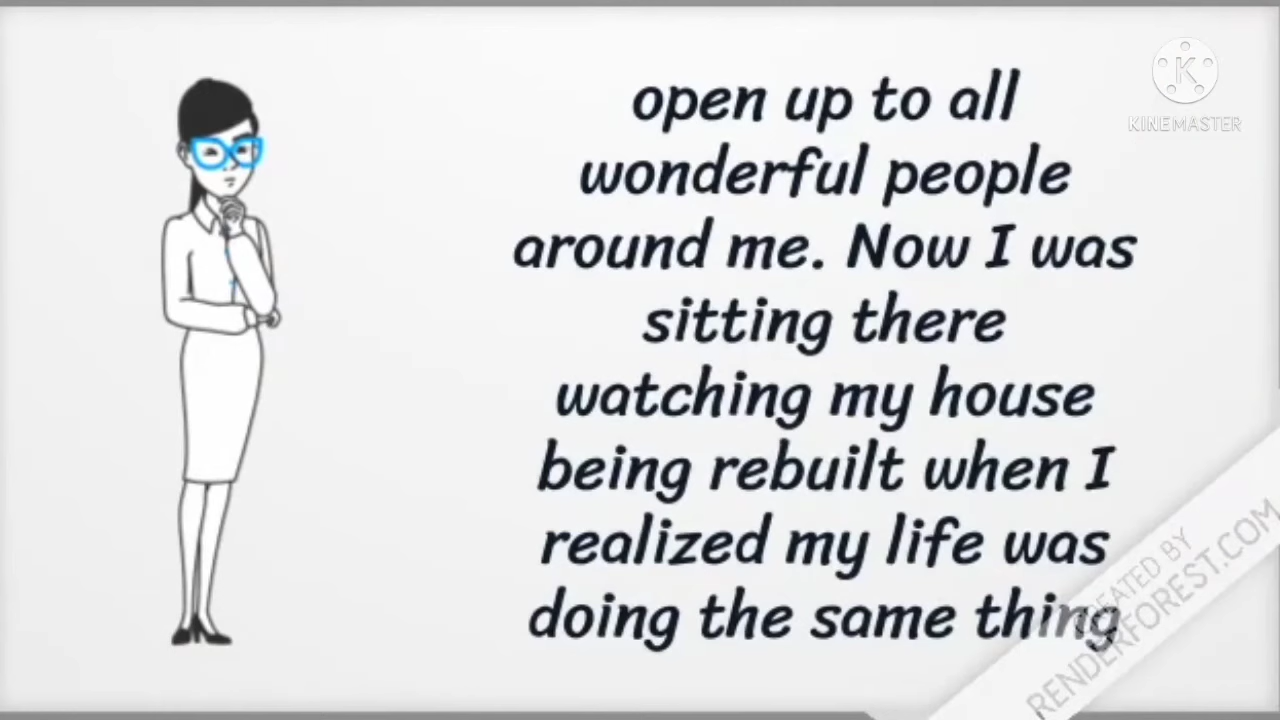 open up to all
wonderful people
around me. Now I was
sitting there
watching my house
being rebuilt when I
realized my life was
doing the same thing
K
KINEMASTER
CREATED BY
RENDERFOREST.COM